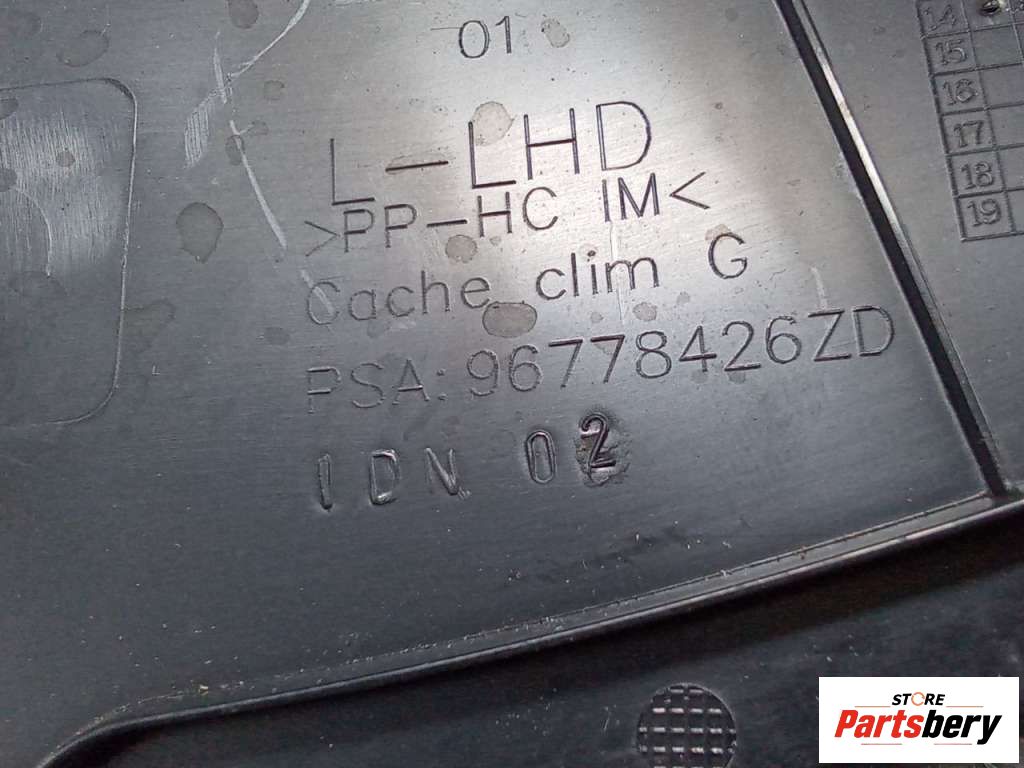 01
14
15
16
17
18
19
L-LHD
>PP-HC IM<
Cache clim G
PSA: 96778426ZD
IDN 02
STORE
Partsbery